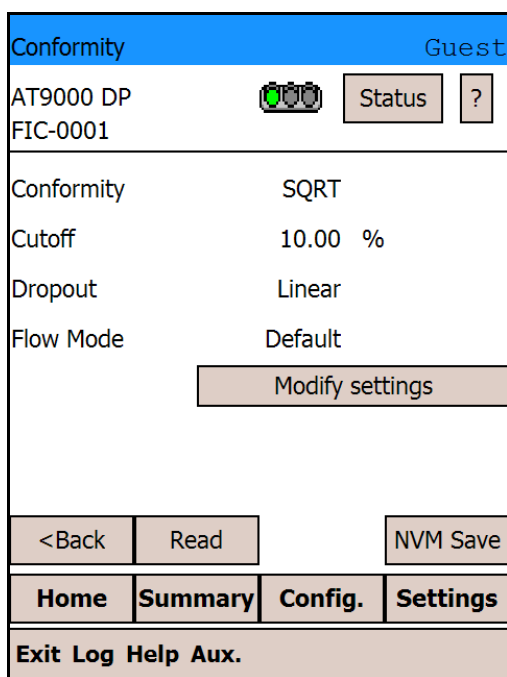 Conformity Guest
AT9000 DP Status ?
FIC-0001
Conformity SQRT
Cutoff 10.00 %
Dropout Linear
Flow Mode Default
Modify settings
<Back Read NVM Save
Home Summary Config. Settings
Exit Log Help Aux.